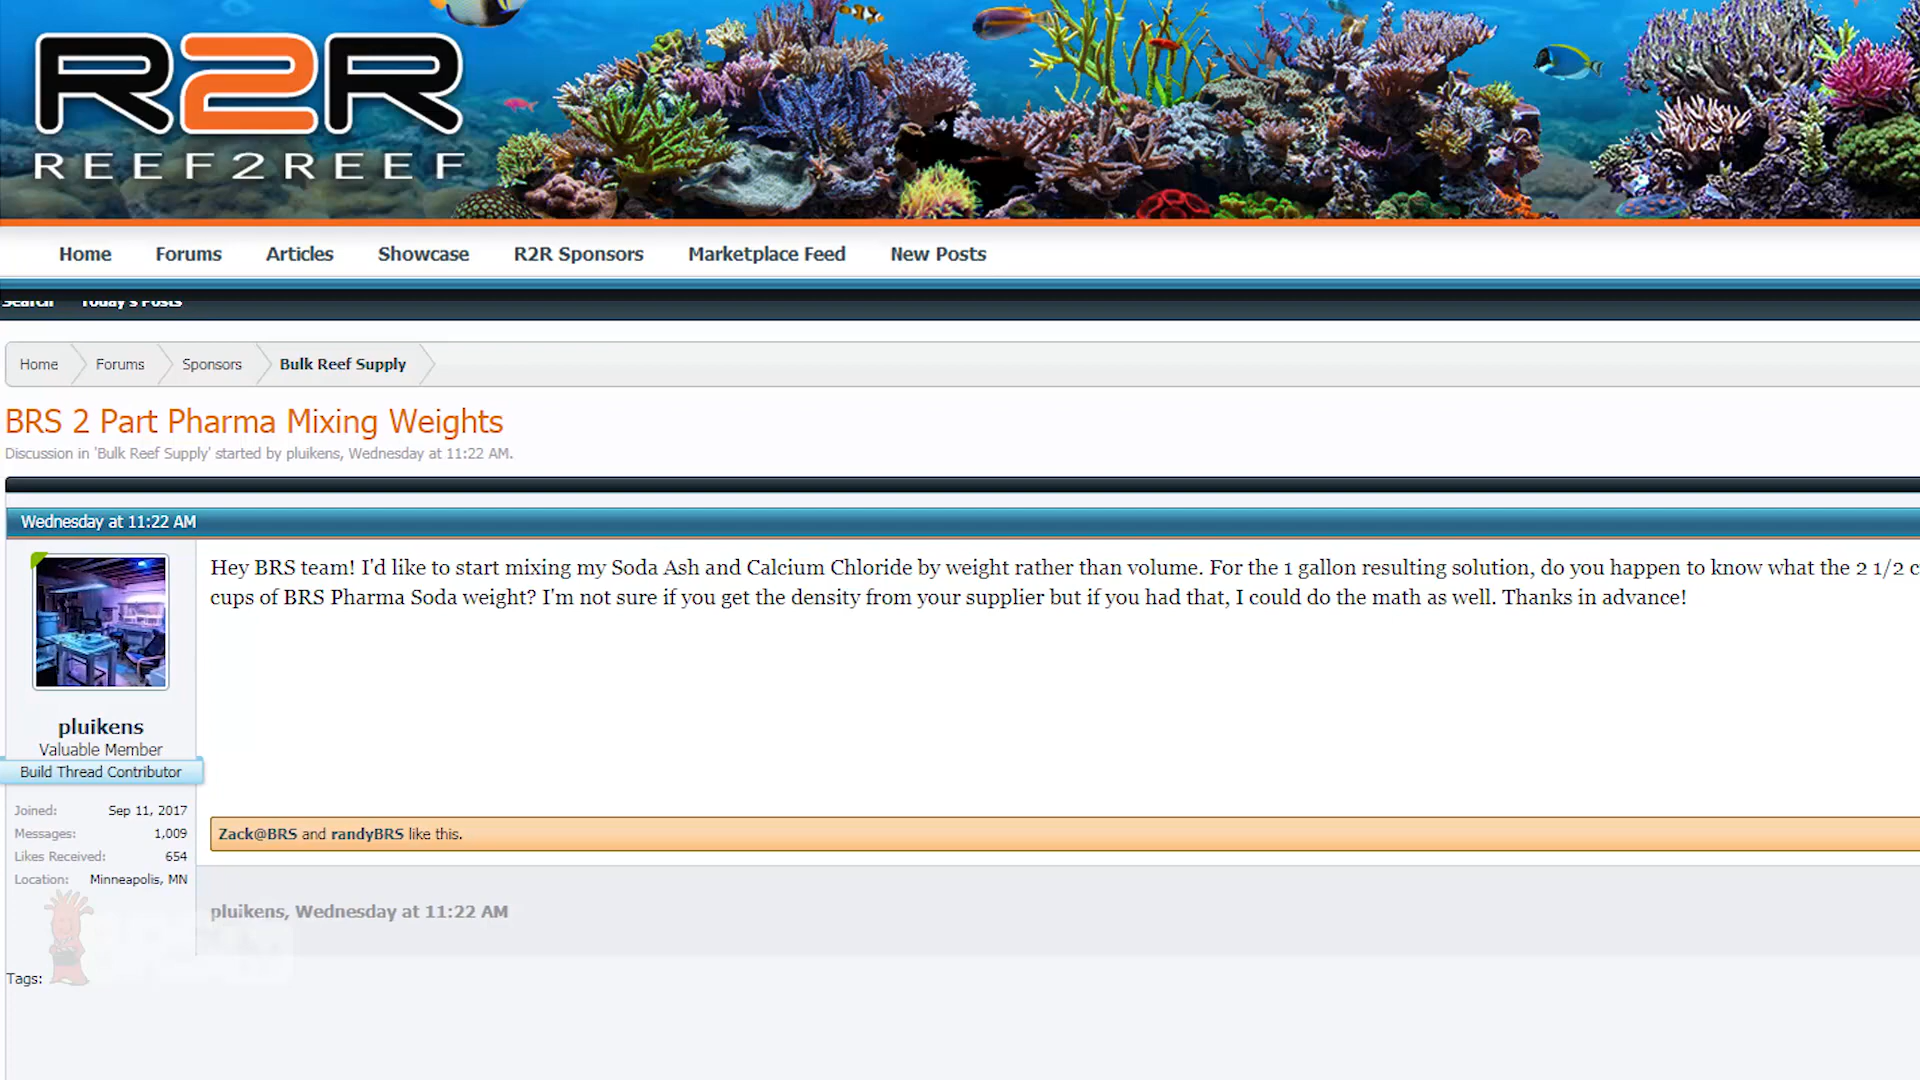 R2R
REEF2REEF
Home Forums Articles Showcase R2R Sponsors Marketplace Feed New Posts
Search Today's Posts
Home Forums Sponsors Bulk Reef Supply
BRS 2 Part Pharma Mixing Weights
Discussion in 'Bulk Reef Supply' started by pluikens, Wednesday at 11:22 AM.
Wednesday at 11:22 AM
Hey BRS team! I'd like to start mixing my Soda Ash and Calcium Chloride by weight rather than volume. For the 1 gallon resulting solution, do you happen to know what the 2 1/2 c
cups of BRS Pharma Soda weight? I'm not sure if you get the density from your supplier but if you had that, I could do the math as well. Thanks in advance!
pluikens
Valuable Member
Build Thread Contributor
Joined: Sep 11, 2017
Messages: 1,009
Likes Received: 654
Location: Minneapolis, MN
Zack@BRS and randyBRS like this.
pluikens, Wednesday at 11:22 AM
Tags: